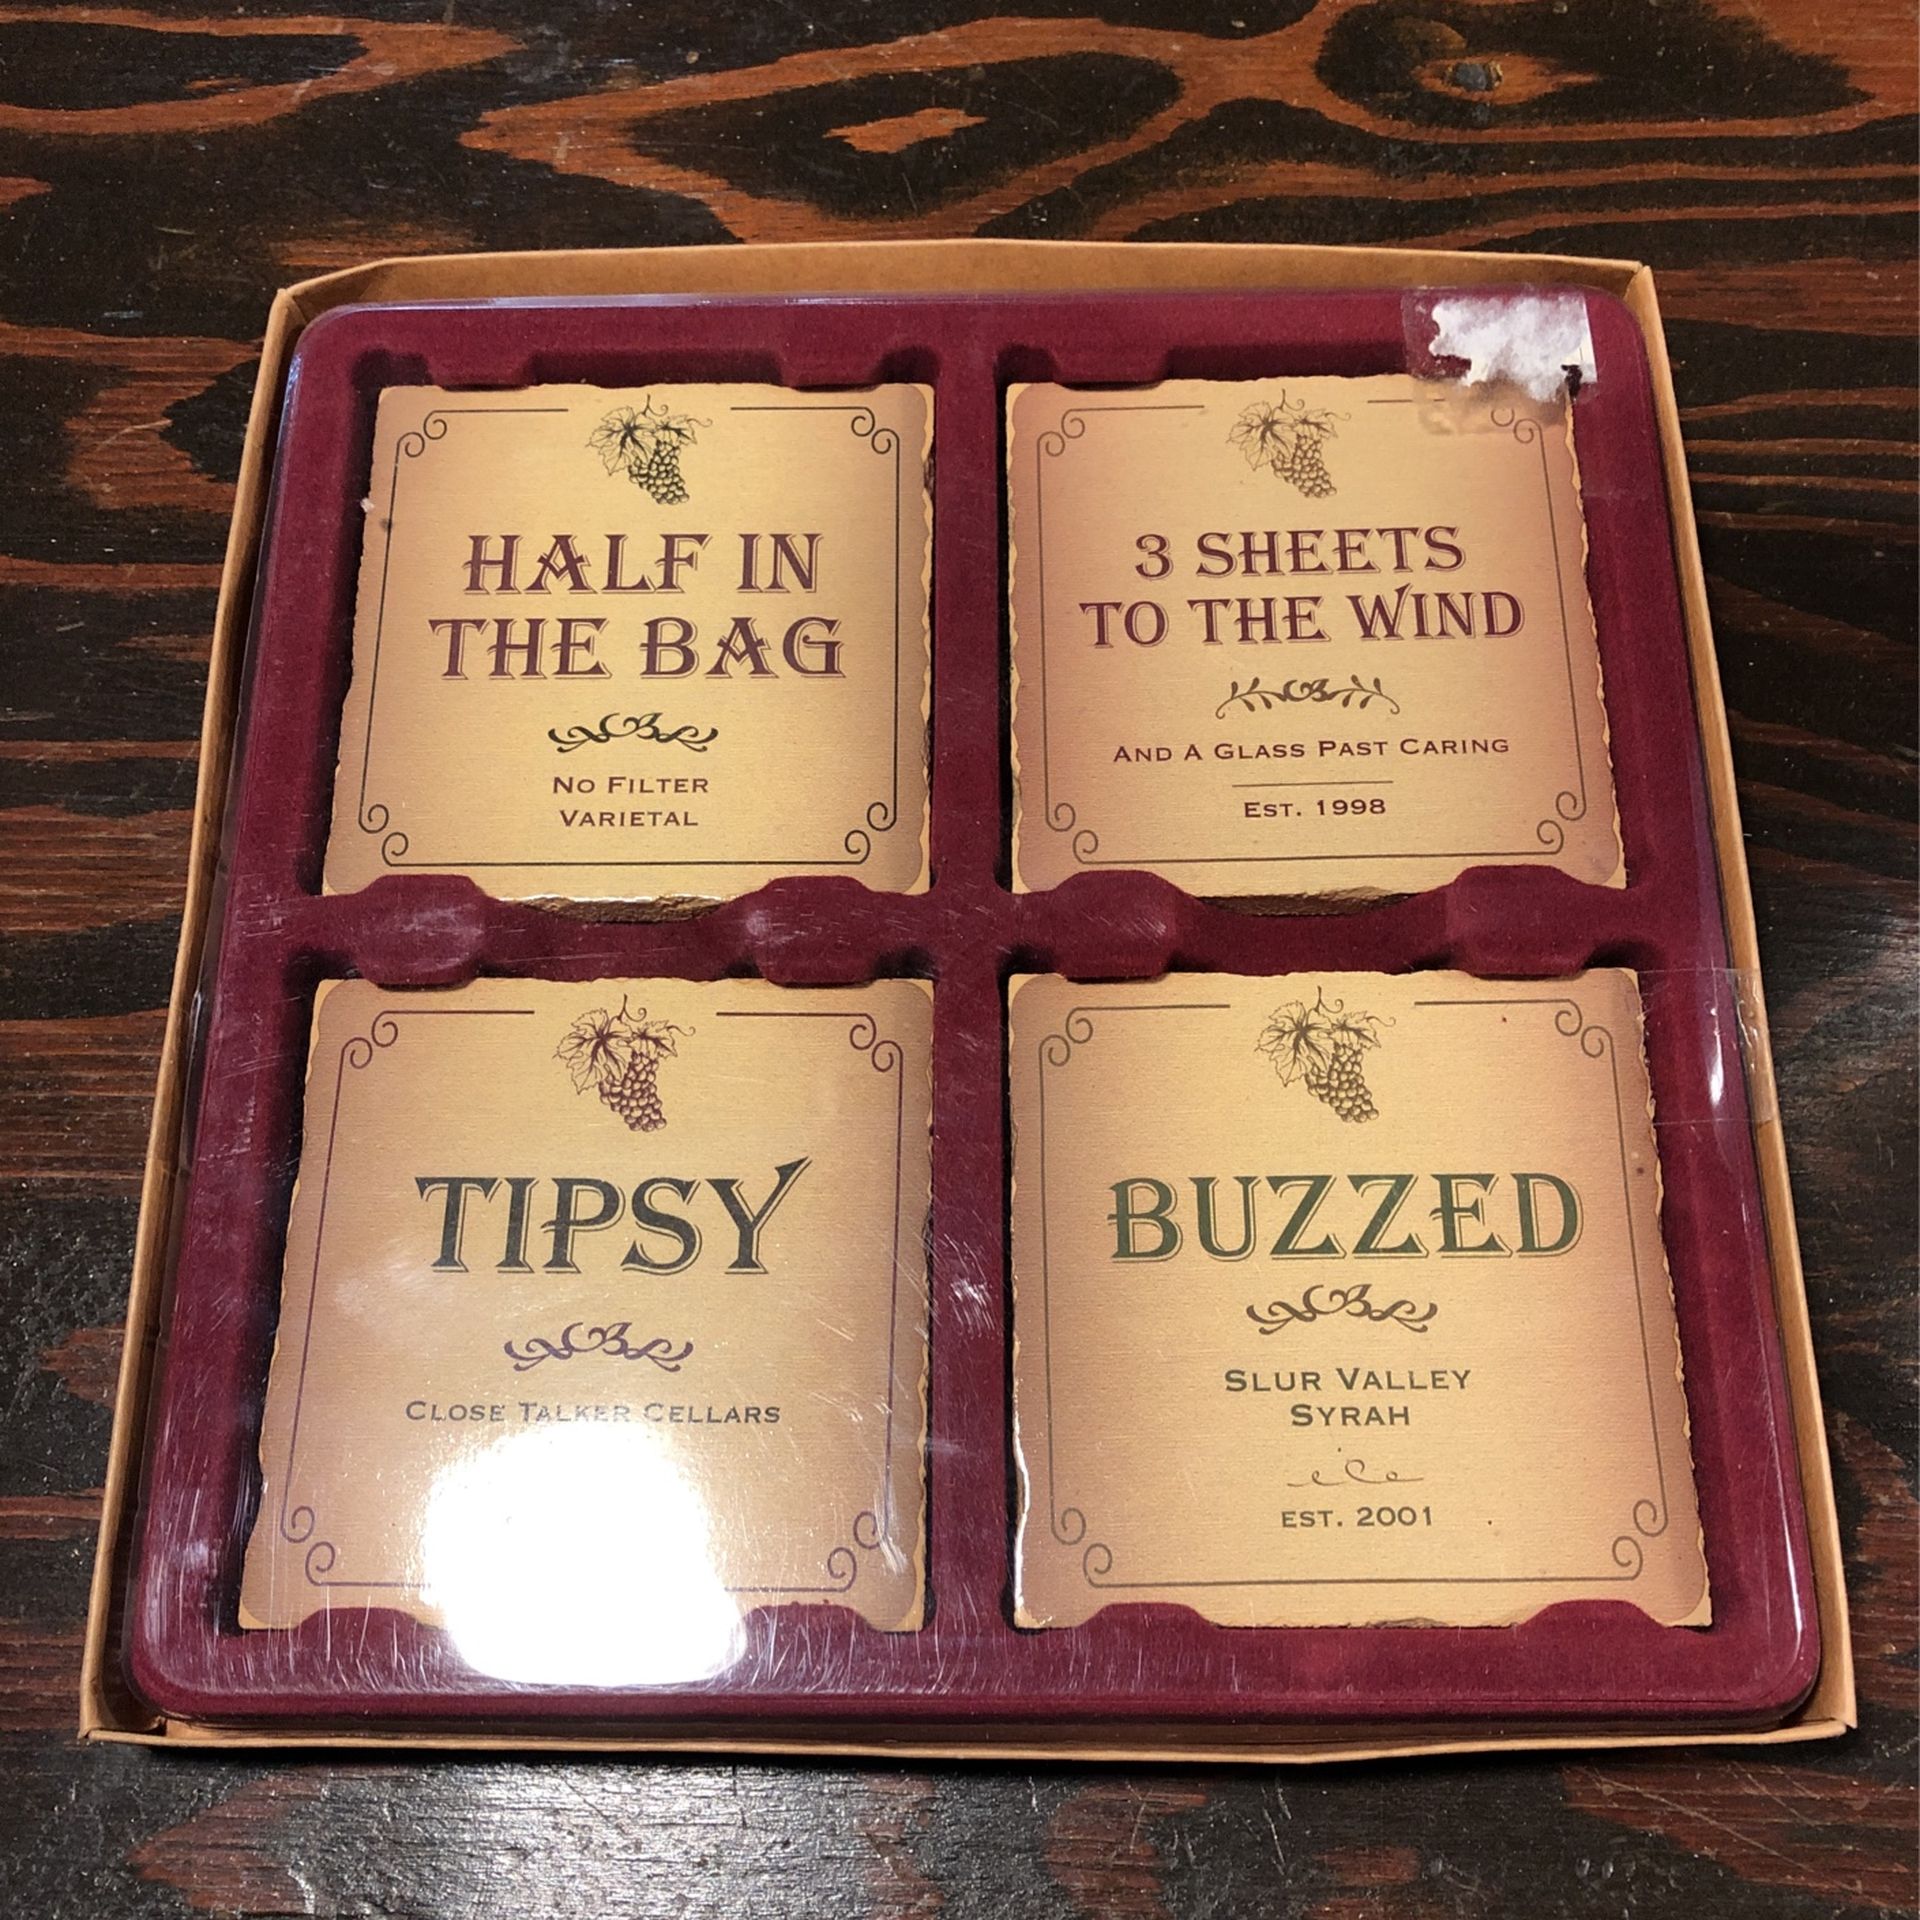 HALF IN
THE BAG
NO FILTER
VARIETAL
3 SHEETS
TO THE WIND
AND A GLASS PAST CARING
EST. 1998
TIPSY
CLOSE TALKER CELLARS
BUZZED
SLUR VALLEY
SYRAH
EST. 2001